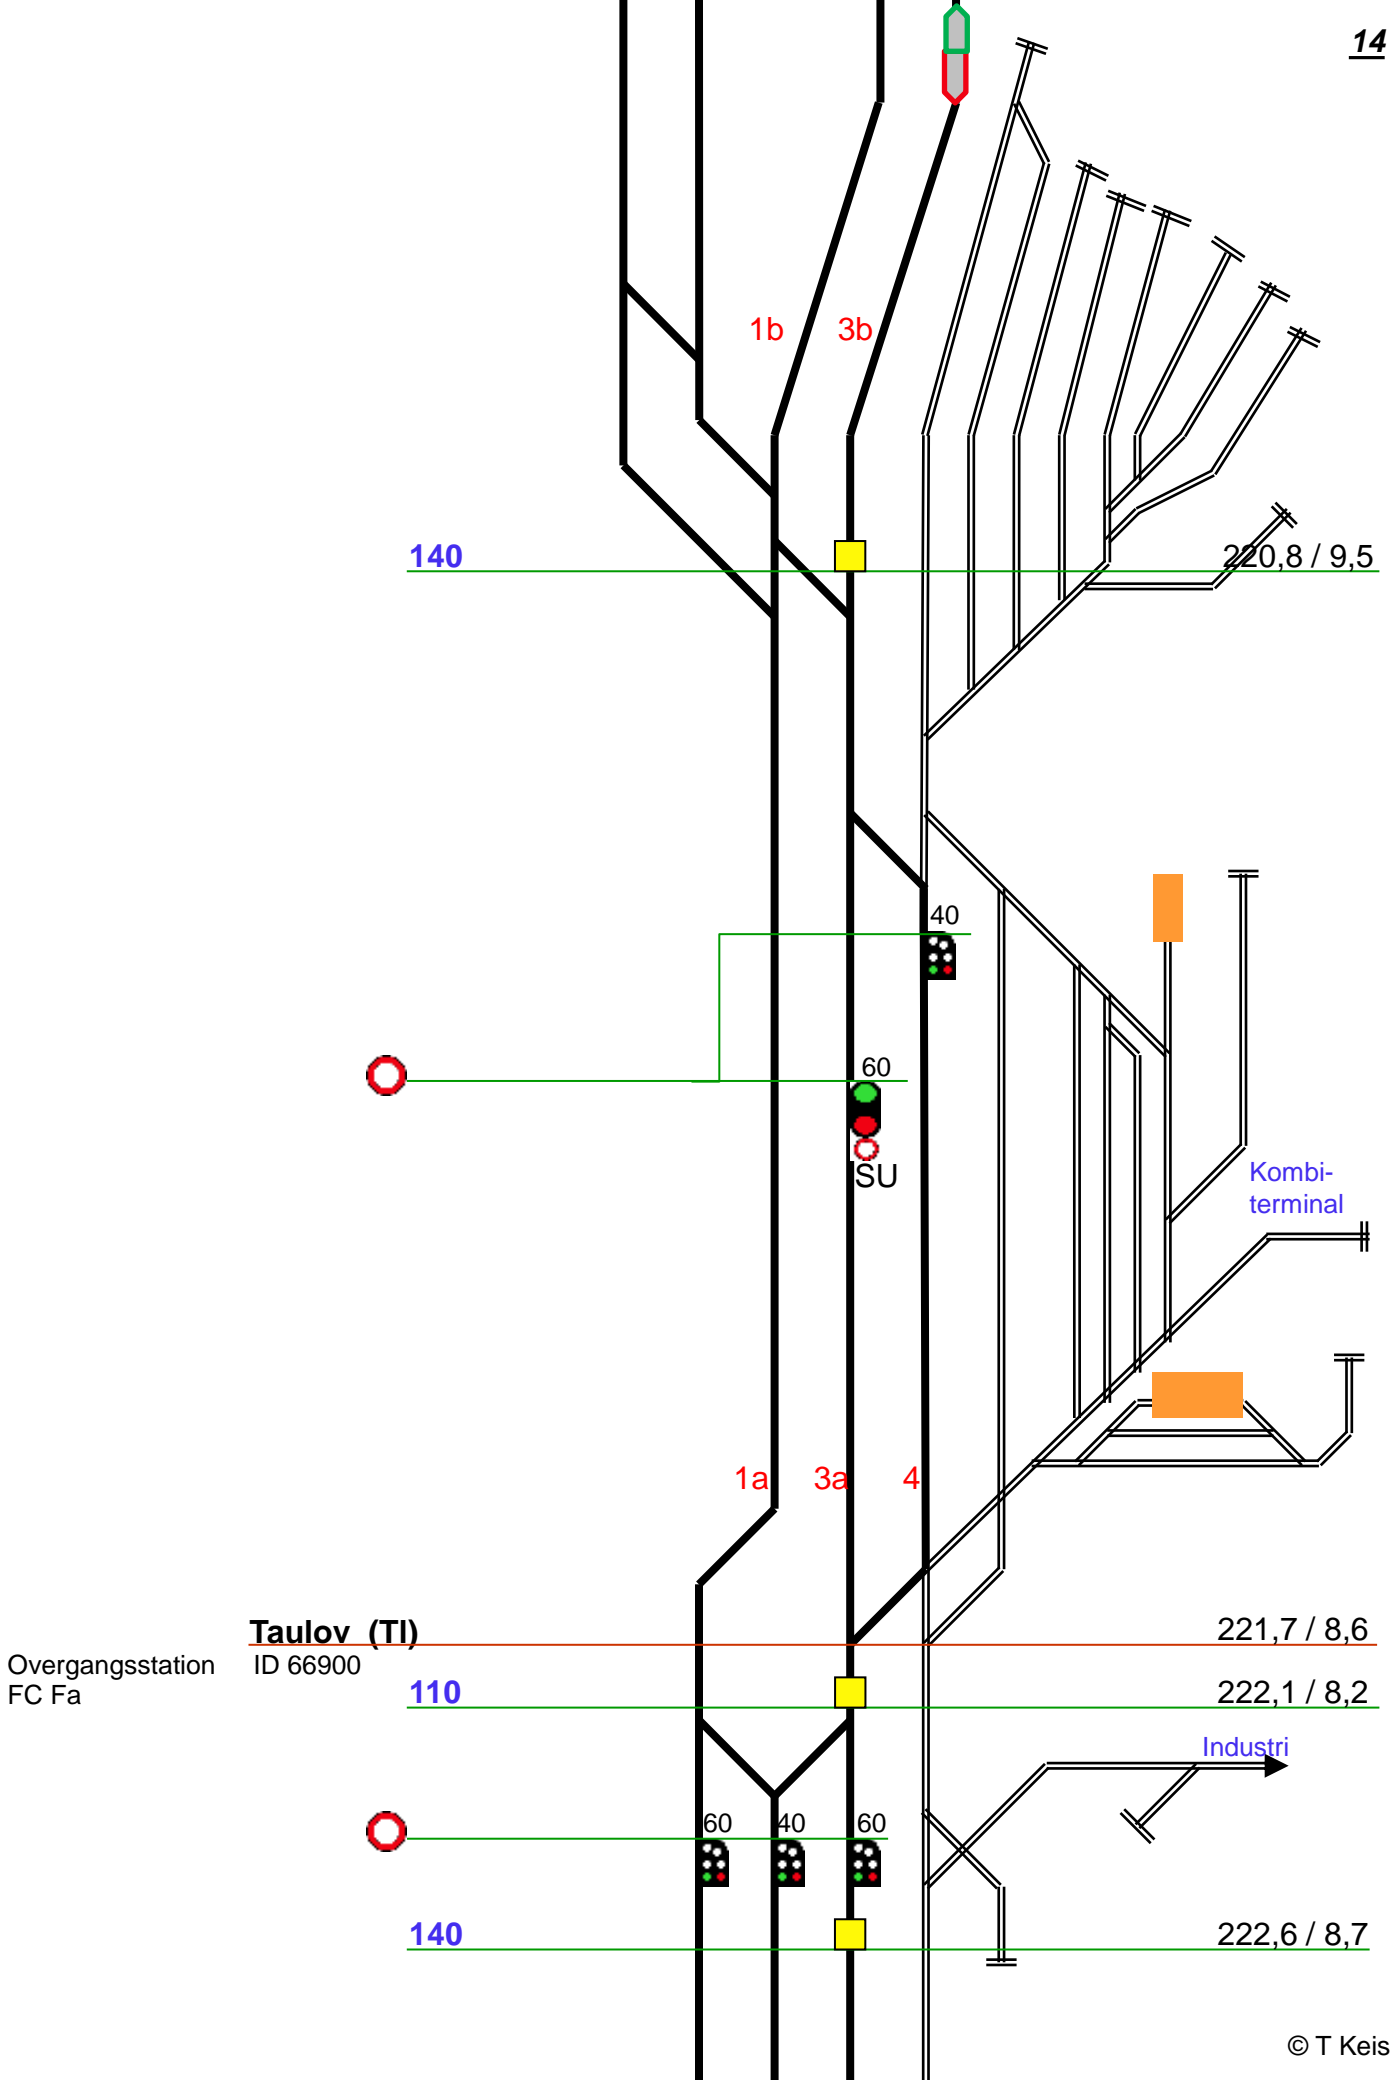 14
1b
3b
140
220,8 / 9,5
40
60
SU
Kombi-
terminal
1a
3a
4
Taulov (Tl)
221,7 / 8,6
Overgangsstation
ID 66900
FC Fa
110
222,1 / 8,2
Industri
60
40
60
140
222,6 / 8,7
© T Keis